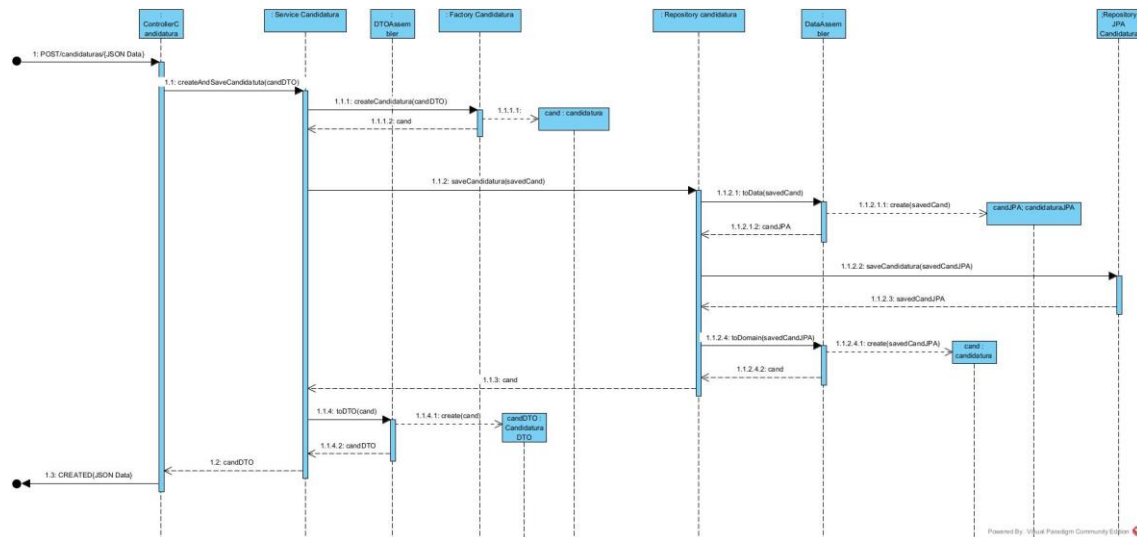 :
ControllerC
andidatura
: Service Candidatura
:
DTOAssem
bler
: Factory Candidatura
: Repository candidatura
:
DataAssem
bler
:Repository
JPA
Candidatura
1: POST/candidaturas/{JSON Data}
1.1: createAndSaveCandidatuta(candDTO)
1.1.1: createCandidatura(candDTO)
1.1.1.1:
cand : candidatura
1.1.1.2: cand
1.1.2: saveCandidatura(savedCand)
1.1.2.1: toData(savedCand)
1.1.2.1.1: create(savedCand)
candJPA; candidaturaJPA
1.1.2.1.2: candJPA
1.1.2.2: saveCandidatura(savedCandJPA)
1.1.2.3: savedCandJPA
1.1.2.4: toDomain(savedCandJPA)
1.1.2.4.1: create(savedCandJPA)
cand :
candidatura
1.1.2.4.2: cand
1.1.3: cand
1.1.4: toDTO(cand)
1.1.4.1: create(cand)
candDTO :
Candidatura
DTO
1.1.4.2: candDTO
1.2: candDTO
1.3: CREATED{JSON Data}
Powered By: Visual Paradigm Community Edition